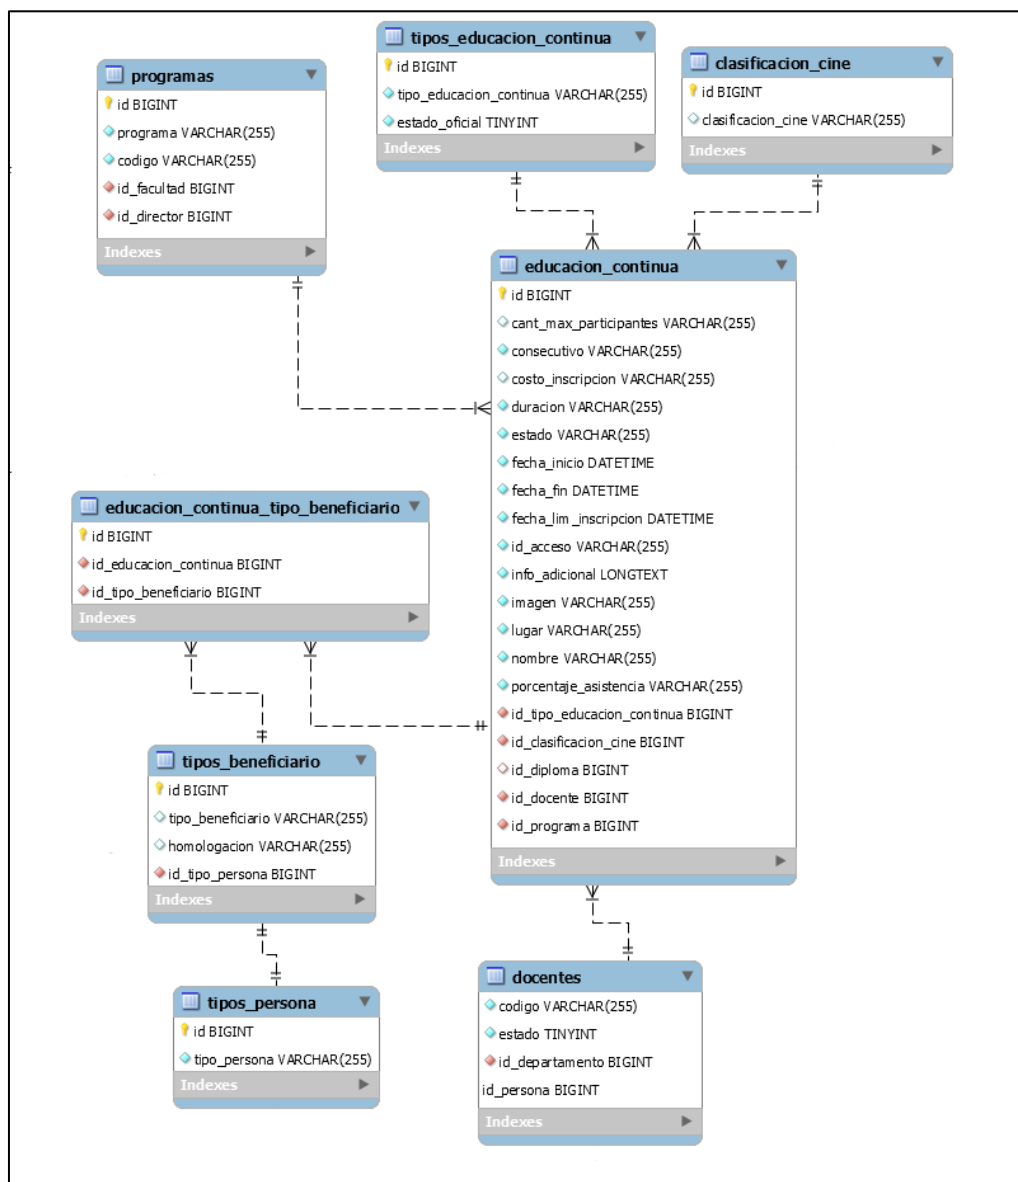 programas
id BIGINT
programa VARCHAR(255)
codigo VARCHAR(255)
id_facultad BIGINT
id_director BIGINT
Indexes
tipos_educacion_continua
id BIGINT
tipo_educacion_continua VARCHAR(255)
estado_oficial TINYINT
Indexes
clasificacion_cine
id BIGINT
clasificacion_cine VARCHAR(255)
Indexes
educacion_continua
id BIGINT
cant_max_participantes VARCHAR(255)
consecutivo VARCHAR(255)
costo_inscripcion VARCHAR(255)
duracion VARCHAR(255)
estado VARCHAR(255)
fecha_inicio DATETIME
fecha_fin DATETIME
fecha_lim_inscripcion DATETIME
id_acceso VARCHAR(255)
info_adicional LONGTEXT
imagen VARCHAR(255)
lugar VARCHAR(255)
nombre VARCHAR(255)
porcentaje_asistencia VARCHAR(255)
id_tipo_educacion_continua BIGINT
id_clasificacion_cine BIGINT
id_diploma BIGINT
id_docente BIGINT
id_programa BIGINT
Indexes
educacion_continua_tipo_beneficiario
id BIGINT
id_educacion_continua BIGINT
id_tipo_beneficiario BIGINT
Indexes
tipos_beneficiario
id BIGINT
tipo_beneficiario VARCHAR(255)
homologacion VARCHAR(255)
id_tipo_persona BIGINT
Indexes
tipos_persona
id BIGINT
tipo_persona VARCHAR(255)
Indexes
docentes
codigo VARCHAR(255)
estado TINYINT
id_departamento BIGINT
id_persona BIGINT
Indexes